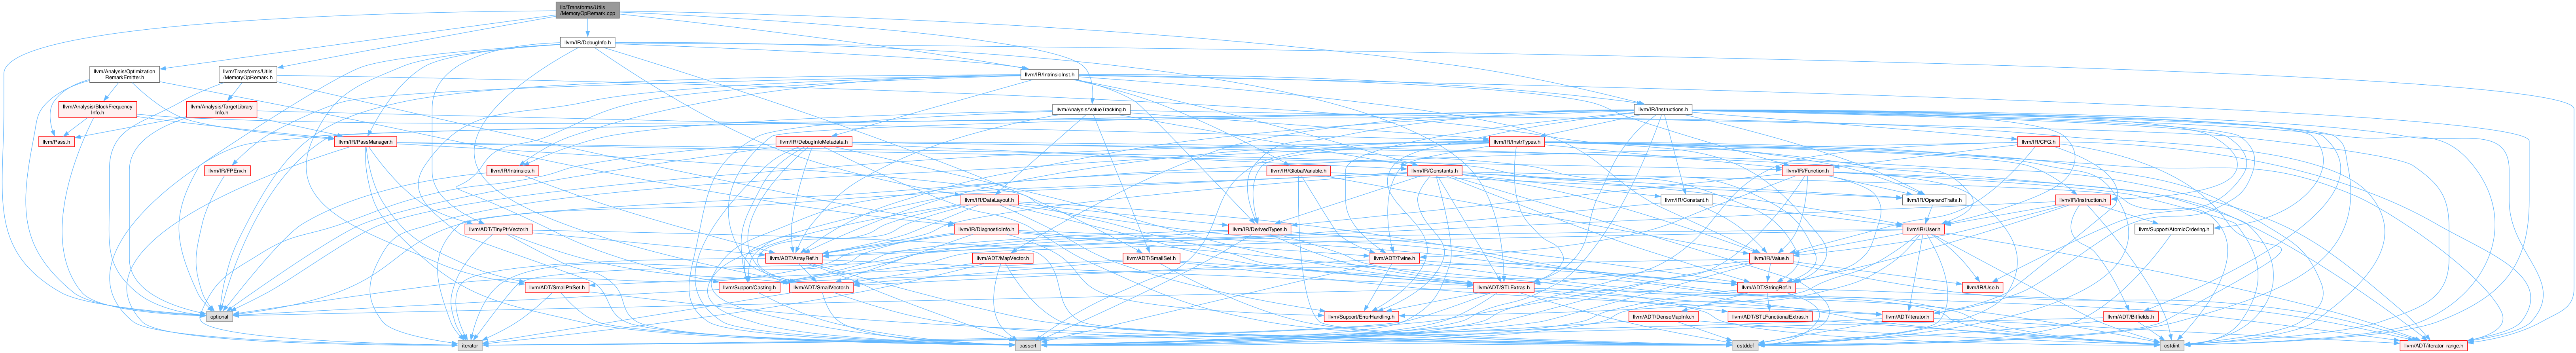 lib/Transforms/Utils
/MemoryOpRemark.cpp
llvm/IR/DebugInfo.h
llvm/Analysis/Optimization
RemarkEmitter.h
llvm/Transforms/Utils
/MemoryOpRemark.h
llvm/IR/IntrinsicInst.h
llvm/Analysis/BlockFrequency
Info.h
llvm/Analysis/TargetLibrary
Info.h
llvm/Analysis/ValueTracking.h
llvm/IR/Instructions.h
llvm/Pass.h
llvm/IR/PassManager.h
llvm/IR/DebugInfoMetadata.h
llvm/IR/InstrTypes.h
llvm/IR/CFG.h
llvm/IR/FPEnv.h
llvm/IR/Intrinsics.h
llvm/IR/GlobalVariable.h
llvm/IR/Constants.h
llvm/IR/Function.h
llvm/IR/DataLayout.h
llvm/IR/Constant.h
llvm/IR/OperandTraits.h
llvm/IR/Instruction.h
llvm/ADT/TinyPtrVector.h
llvm/IR/DiagnosticInfo.h
llvm/IR/DerivedTypes.h
llvm/IR/User.h
llvm/Support/AtomicOrdering.h
llvm/ADT/ArrayRef.h
llvm/ADT/MapVector.h
llvm/ADT/SmallSet.h
llvm/ADT/Twine.h
llvm/IR/Value.h
llvm/ADT/SmallPtrSet.h
llvm/Support/Casting.h
llvm/ADT/SmallVector.h
llvm/ADT/STLExtras.h
llvm/ADT/StringRef.h
llvm/IR/Use.h
optional
llvm/Support/ErrorHandling.h
llvm/ADT/DenseMapInfo.h
llvm/ADT/STLFunctionalExtras.h
llvm/ADT/iterator.h
llvm/ADT/Bitfields.h
iterator
cassert
cstddef
cstdint
llvm/ADT/iterator_range.h